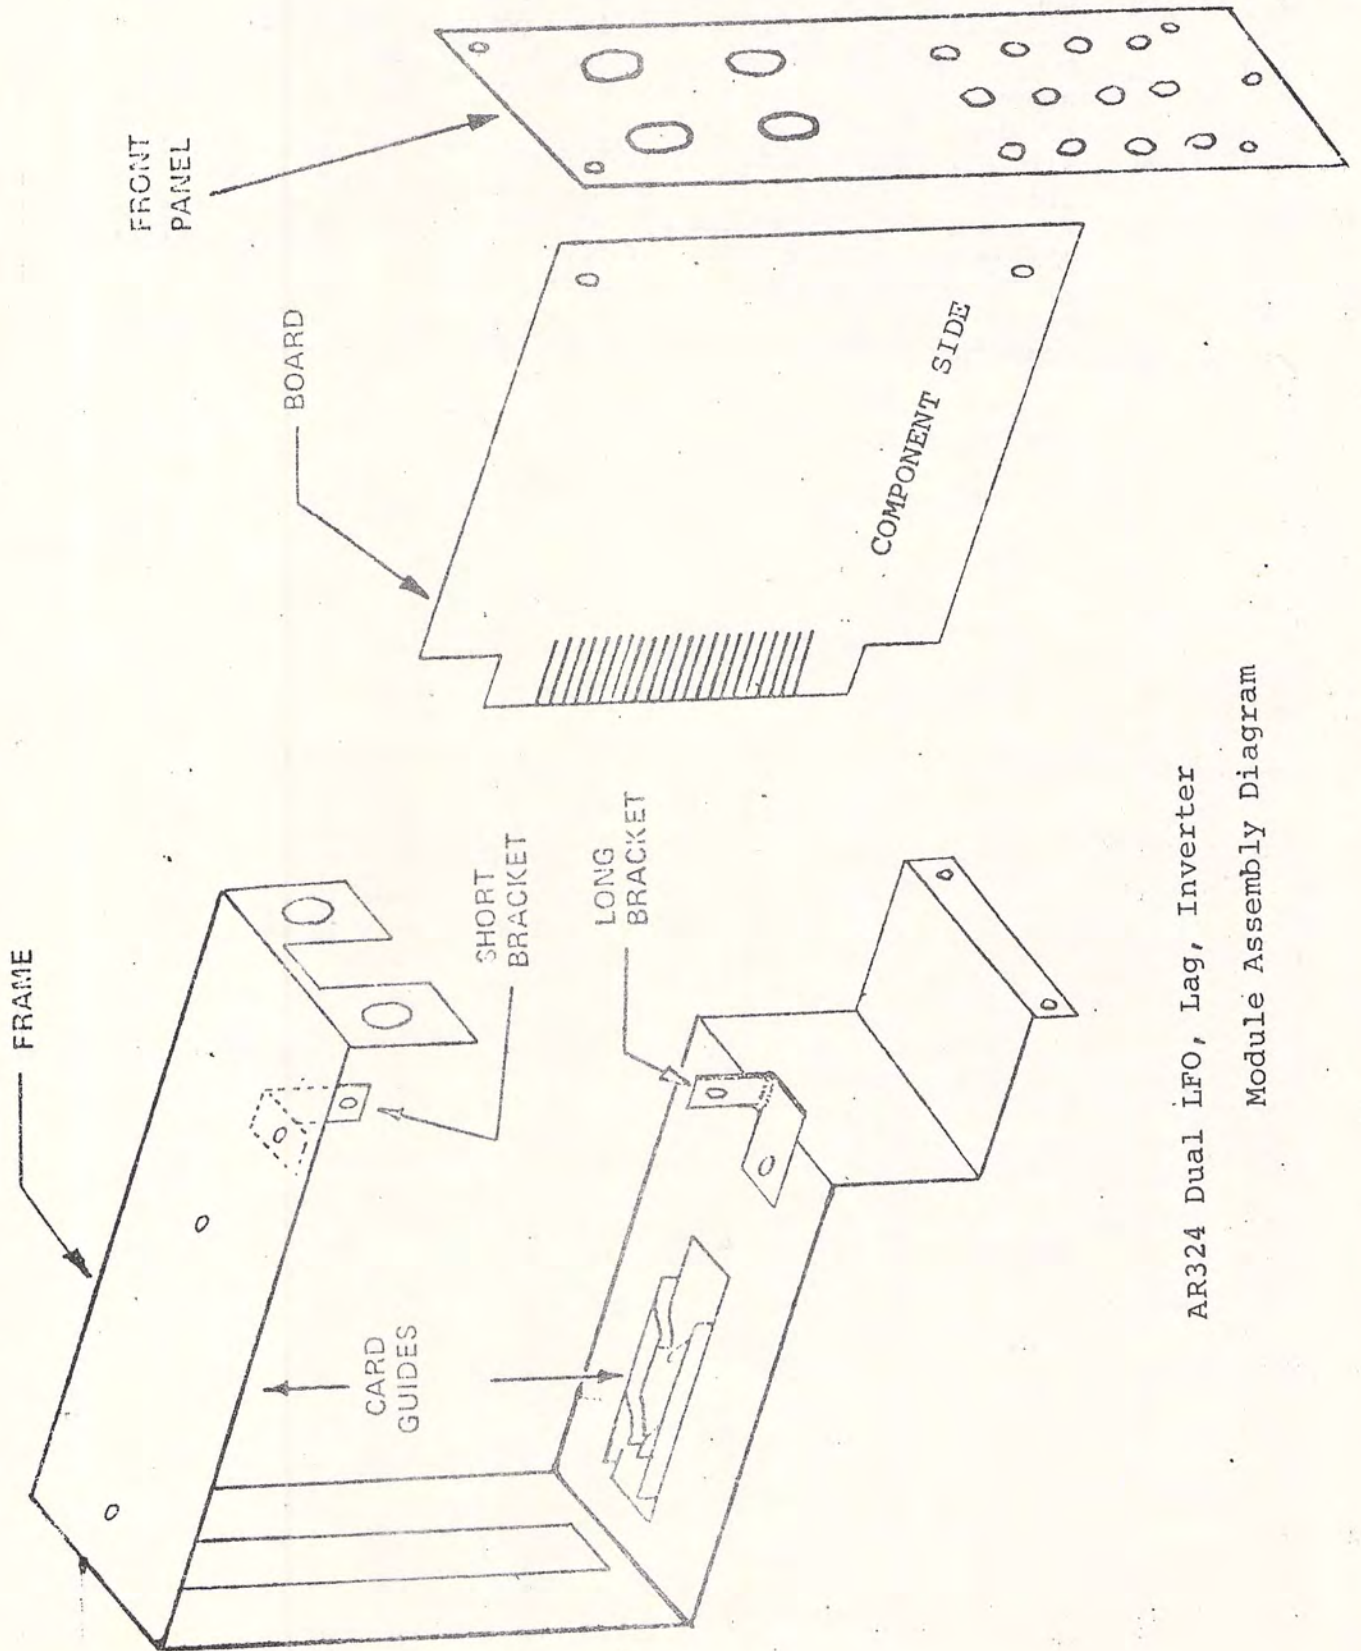 FRAME
FRONT
PANEL
BOARD
SHORT
BRACKET
LONG
BRACKET
CARD
GUIDES
COMPONENT SIDE
AR324 Dual LFO, Lag, Inverter
Module Assembly Diagram